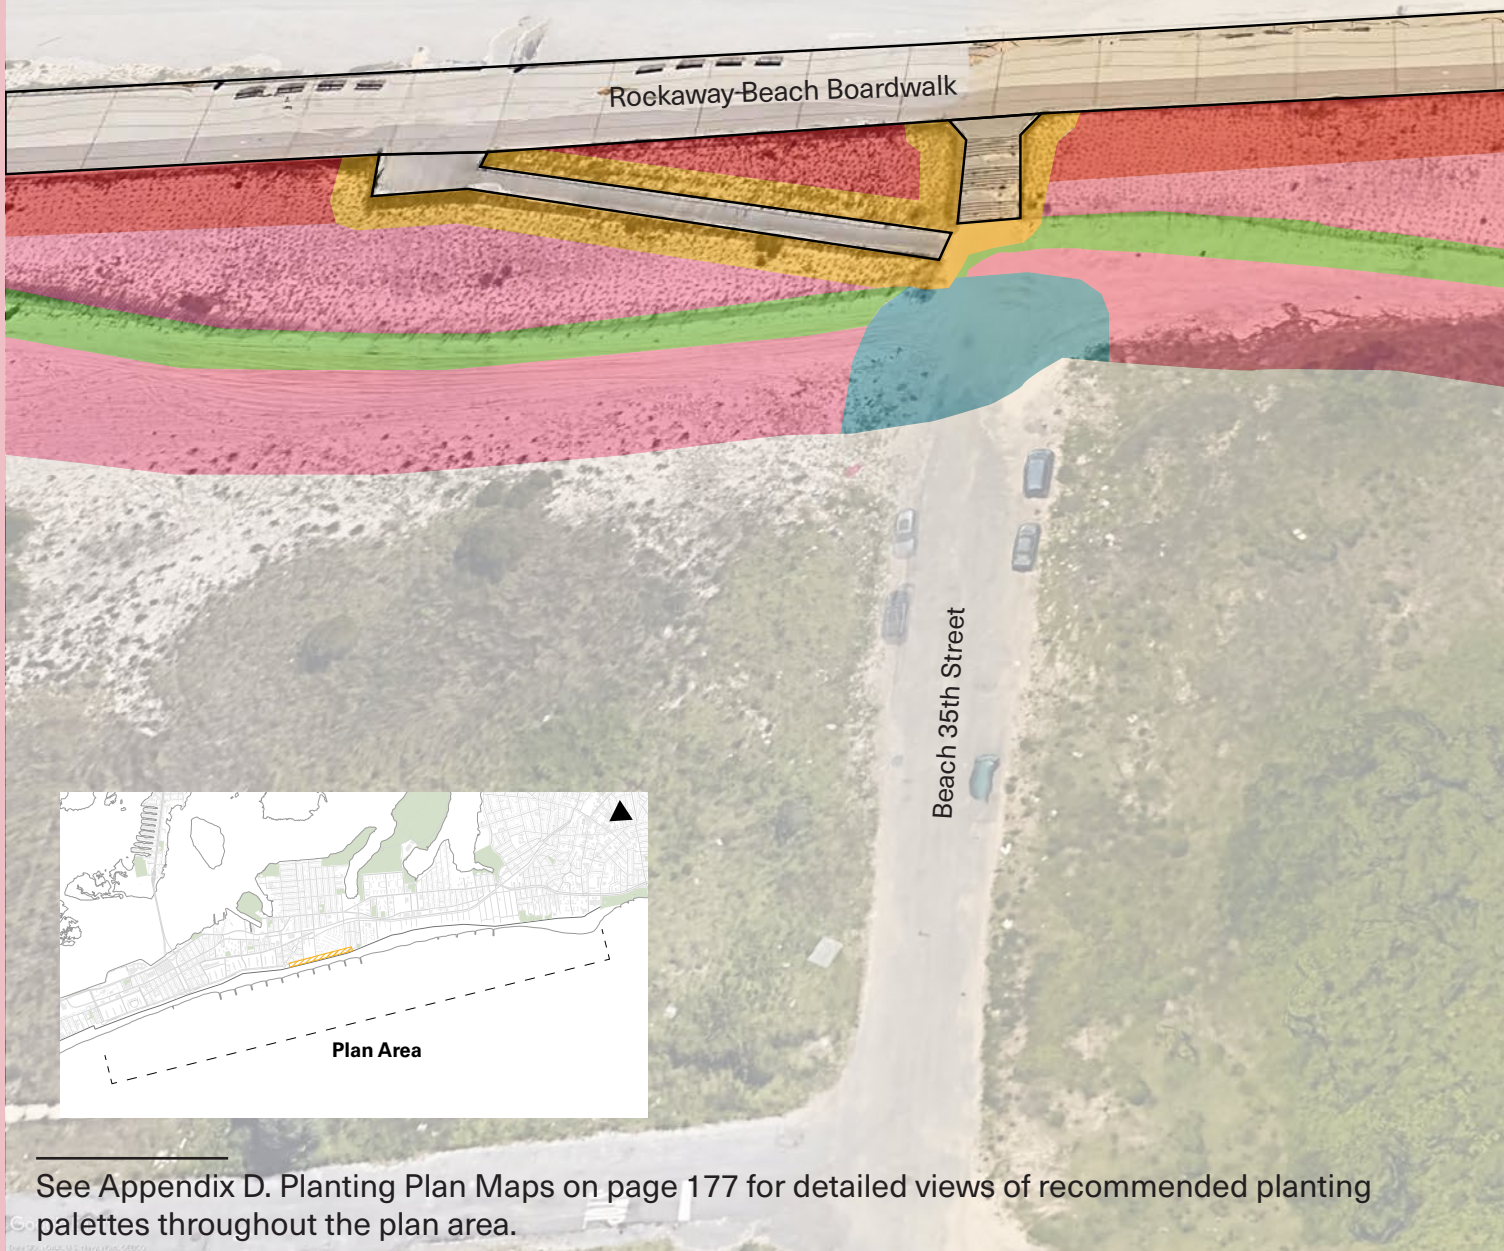 Rockaway Beach Boardwalk
Beach 35th Street
Plan Area
See Appendix D. Planting Plan Maps on page 177 for detailed views of recommended planting
palettes throughout the plan area.